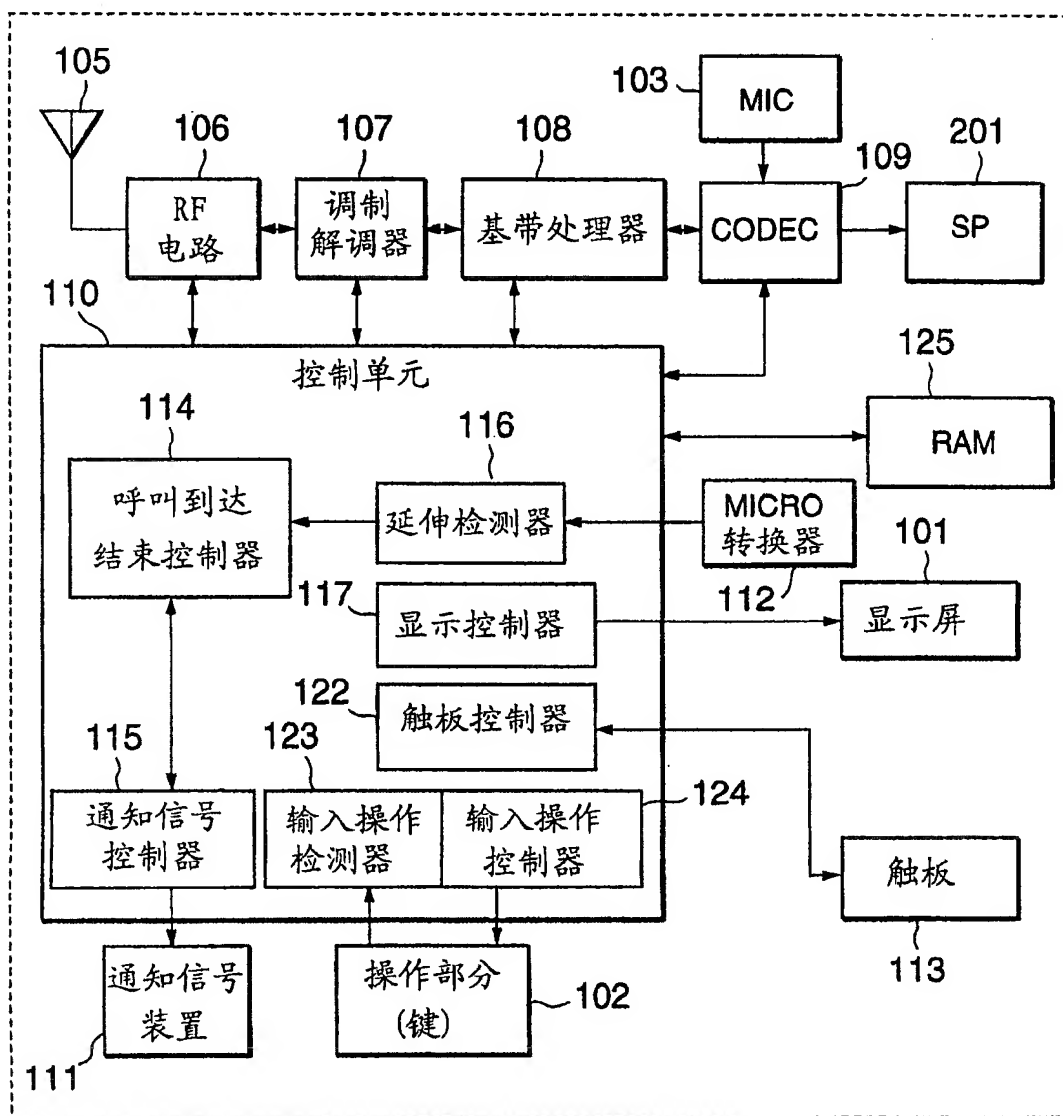 105
106
107
108
103
MIC
109
201
RF
电路
调制
解调器
基带处理器
CODEC
SP
110
控制单元
125
RAM
114
呼叫到达
结束控制器
116
延伸检测器
MICRO
转换器
112
101
显示屏
117
显示控制器
122
触板控制器
115
通知信号
控制器
123
输入操作
检测器
输入操作
控制器
124
触板
113
通知信号
装置
111
操作部分
(键)
102